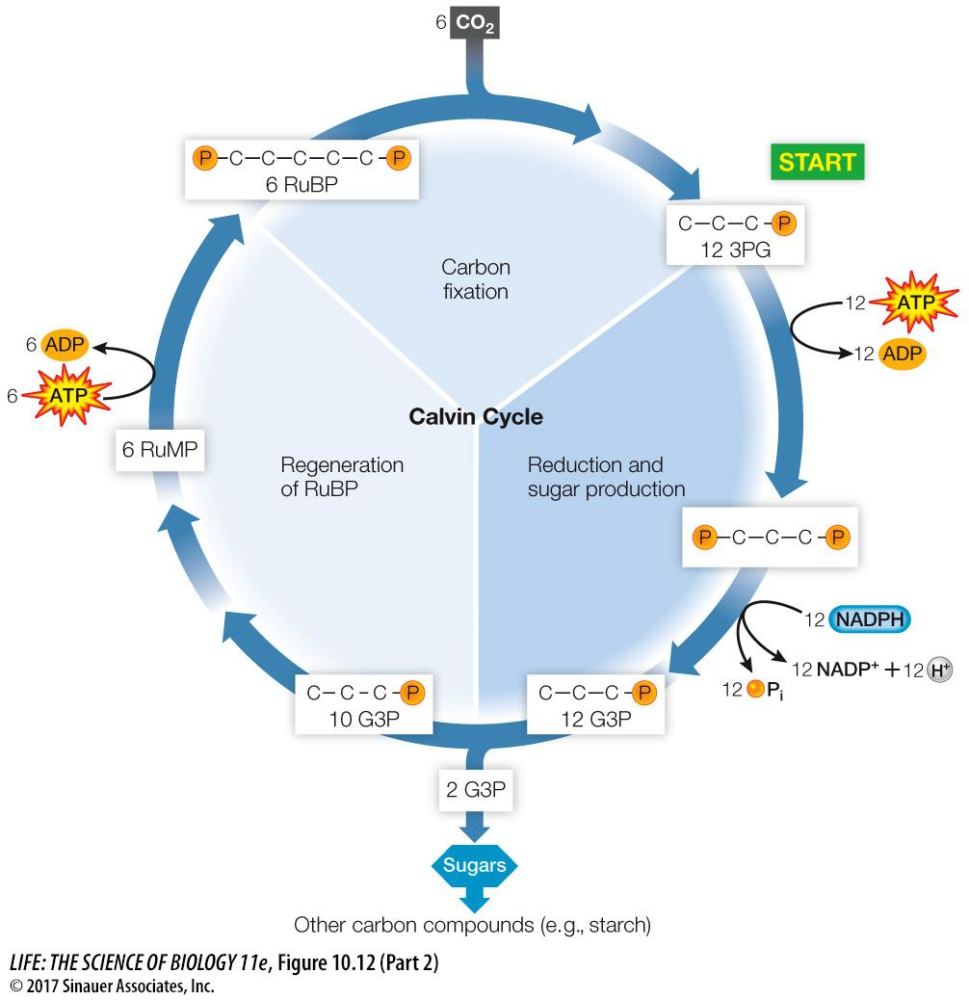 6 CO₂
P–C–C–C–C–C–P
6 RuBP
START
C–C–C–P
12 3PG
Carbon
fixation
12 ATP
12 ADP
6 ADP
6 ATP
Calvin Cycle
6 RuMP
Regeneration
of RuBP
Reduction and
sugar production
P–C–C–C–P
12 NADPH
12 NADP⁺ + 12 H⁺
12 Pᵢ
C–C–C–P
10 G3P
C–C–C–P
12 G3P
2 G3P
Sugars
Other carbon compounds (e.g., starch)
LIFE: THE SCIENCE OF BIOLOGY 11e, Figure 10.12 (Part 2)
© 2017 Sinauer Associates, Inc.